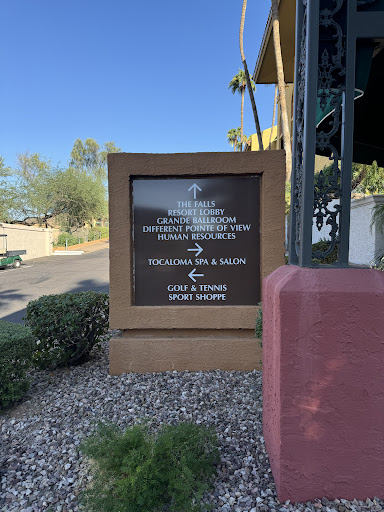 ↑
THE FALLS
RESORT LOBBY
GRANDE BALLROOM
DIFFERENT POINTE OF VIEW
HUMAN RESOURCES
→
TOCALOMA SPA & SALON
←
GOLF & TENNIS
SPORT SHOPPE